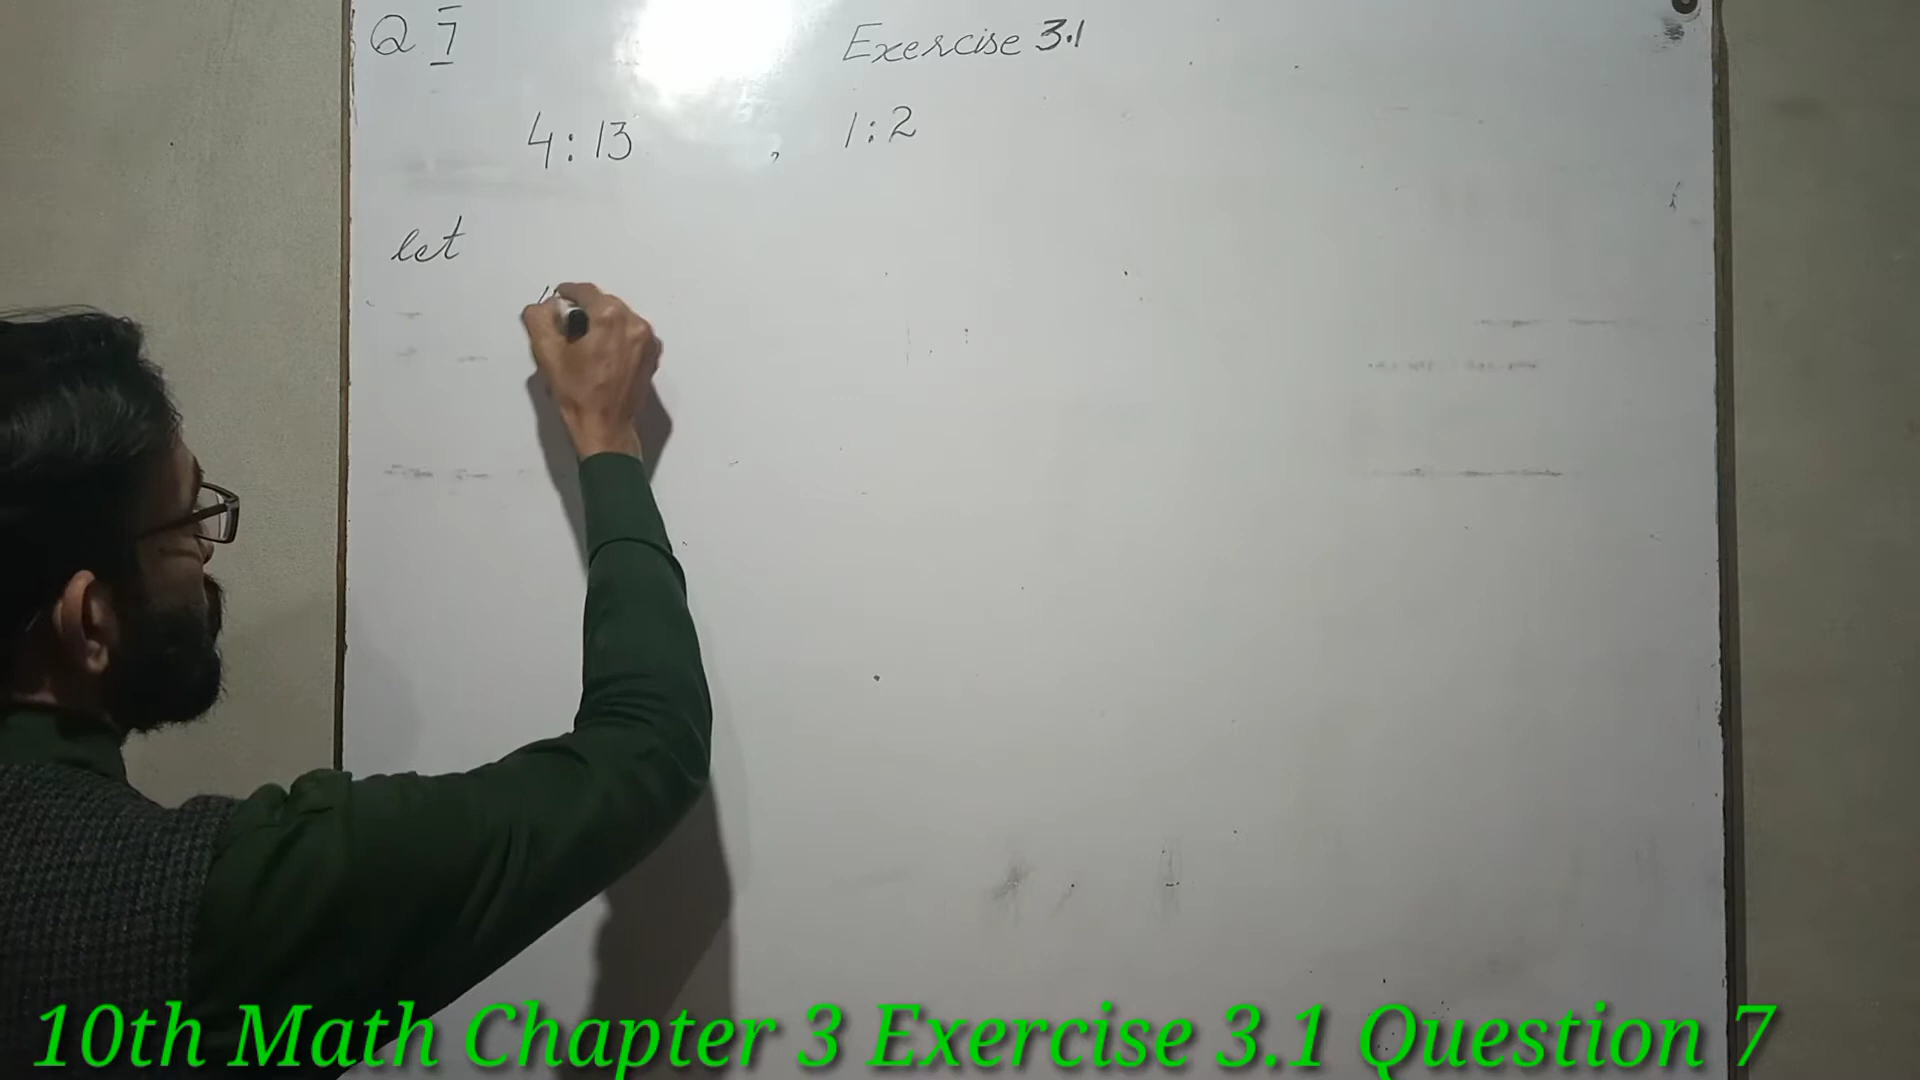 Q 7 Exercise 3.1
4:13 , 1:2
let
10th Math Chapter 3 Exercise 3.1 Question 7